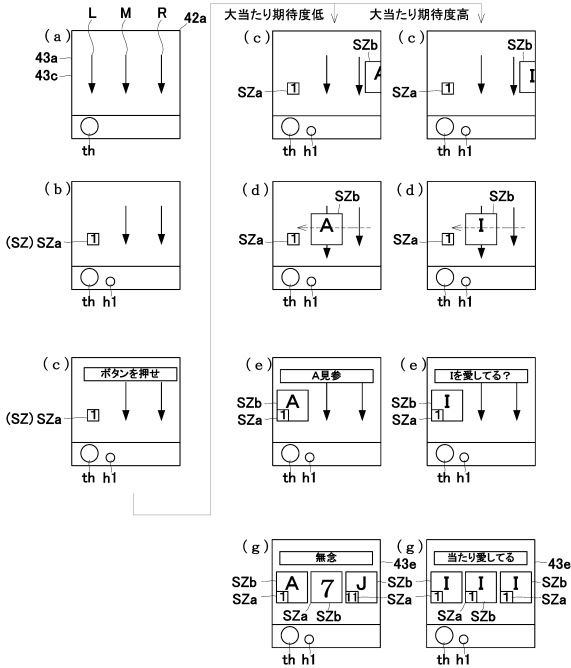 L M R 42a
(a)
43a
43c
th
(b)
(SZ) SZa
1
th h1
(c)
ボタンを押せ
(SZ) SZa
1
th h1
大当たり期待度低
大当たり期待度高
(c)
SZb
A
SZa
1
th h1
(c)
SZb
I
SZa
1
th h1
(d)
SZb
A
SZa
1
th h1
(d)
SZb
I
SZa
1
th h1
(e)
A見参
SZb
A
SZa
1
th h1
(e)
Iを愛してる?
SZb
I
SZa
1
th h1
(g)
無念
43e
SZb
A 7 J
SZb
SZa
1 11
SZa
SZa SZb
th h1
(g)
当たり愛してる
43e
I I I
SZb
1 1 1
SZa
SZa SZb
th h1